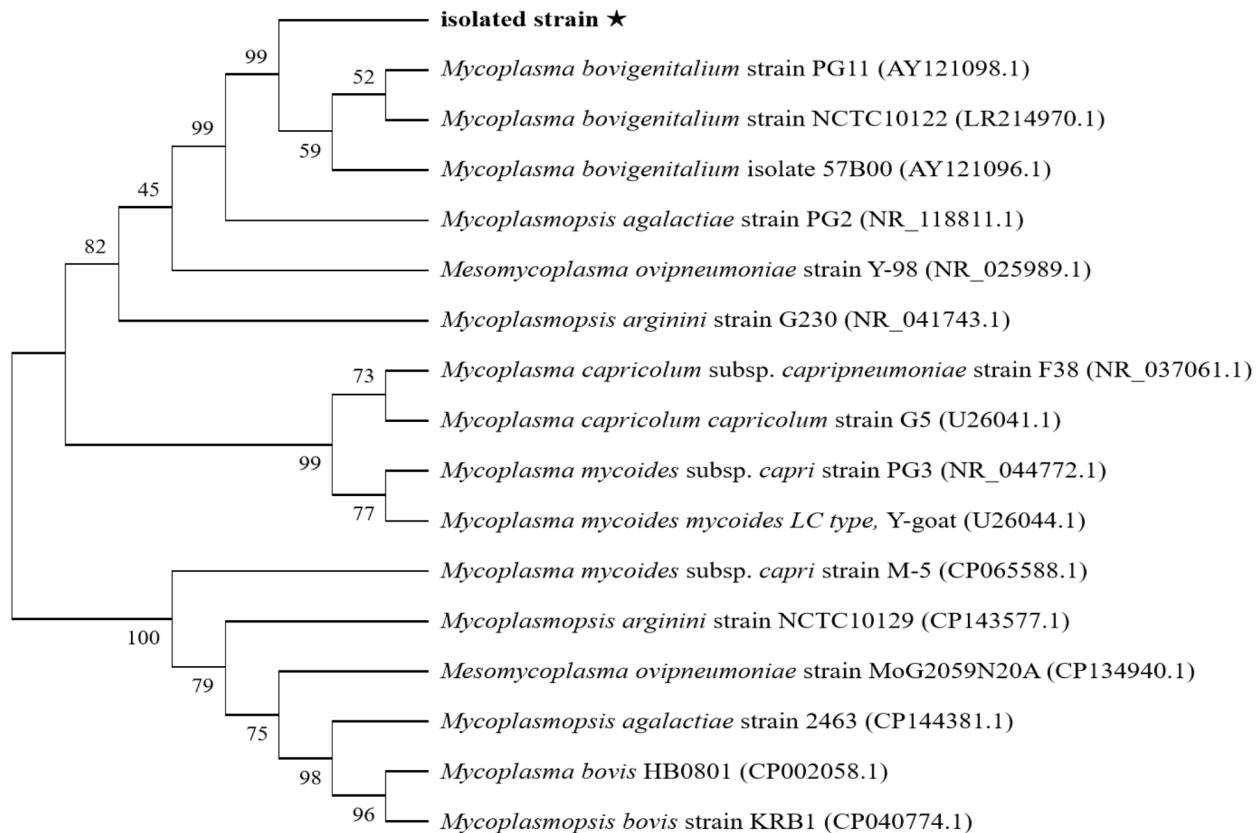 isolated strain ★
99
Mycoplasma bovigenitalium strain PG11 (AY121098.1)
52
99
Mycoplasma bovigenitalium strain NCTC10122 (LR214970.1)
59
Mycoplasma bovigenitalium isolate 57B00 (AY121096.1)
45
Mycoplasmopsis agalactiae strain PG2 (NR_118811.1)
82
Mesomycoplasma ovipneumoniae strain Y-98 (NR_025989.1)
Mycoplasmopsis arginini strain G230 (NR_041743.1)
73
Mycoplasma capricolum subsp. capripneumoniae strain F38 (NR_037061.1)
Mycoplasma capricolum capricolum strain G5 (U26041.1)
99
Mycoplasma mycoides subsp. capri strain PG3 (NR_044772.1)
77
Mycoplasma mycoides mycoides LC type, Y-goat (U26044.1)
Mycoplasma mycoides subsp. capri strain M-5 (CP065588.1)
100
Mycoplasmopsis arginini strain NCTC10129 (CP143577.1)
79
Mesomycoplasma ovipneumoniae strain MoG2059N20A (CP134940.1)
75
Mycoplasmopsis agalactiae strain 2463 (CP144381.1)
98
Mycoplasma bovis HB0801 (CP002058.1)
96
Mycoplasmopsis bovis strain KRB1 (CP040774.1)